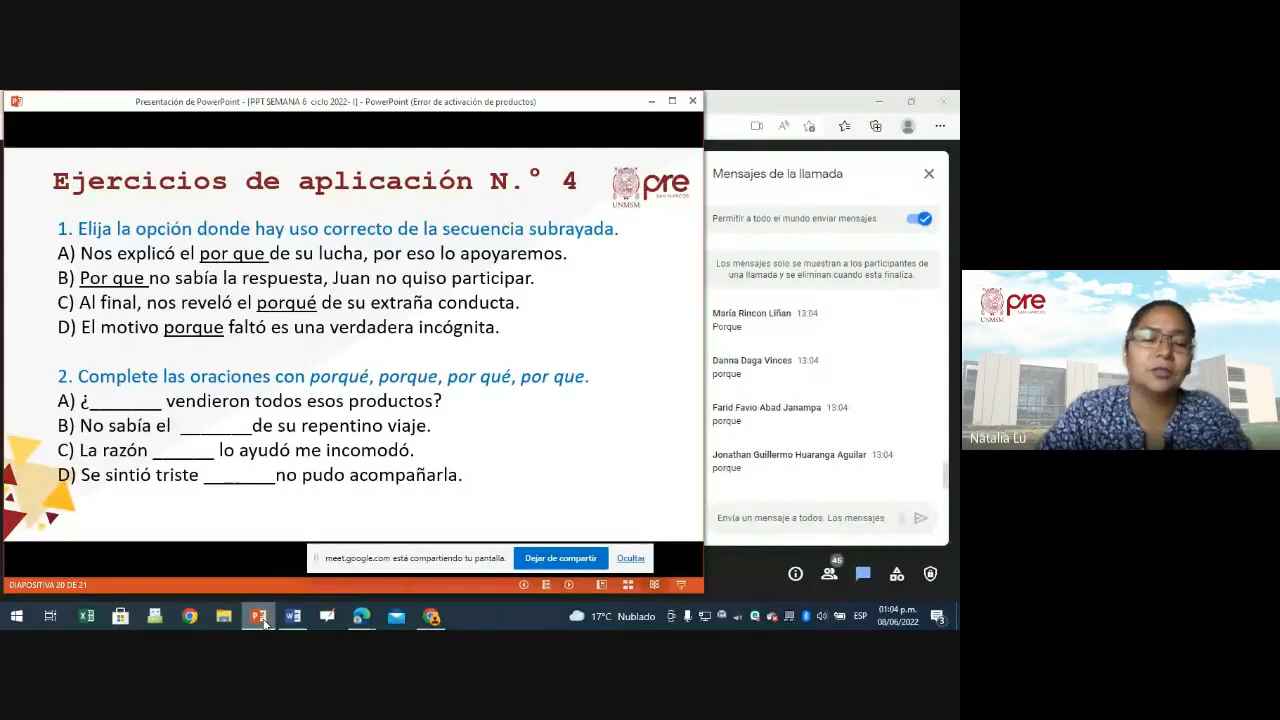 Presentación de PowerPoint - [PPT SEMANA 6 ciclo 2022- I] - PowerPoint (Error de activación de productos)
Ejercicios de aplicación N.° 4
UNMSM
pre
SAN MARCOS
1. Elija la opción donde hay uso correcto de la secuencia subrayada.
A) Nos explicó el por que de su lucha, por eso lo apoyaremos.
B) Por que no sabía la respuesta, Juan no quiso participar.
C) Al final, nos reveló el porqué de su extraña conducta.
D) El motivo porque faltó es una verdadera incógnita.
2. Complete las oraciones con porqué, porque, por qué, por que.
A) ¿_______ vendieron todos esos productos?
B) No sabía el _______de su repentino viaje.
C) La razón ______ lo ayudó me incomodó.
D) Se sintió triste _______no pudo acompañarla.
meet.google.com está compartiendo tu pantalla.
Dejar de compartir
Ocultar
DIAPOSITIVA 20 DE 21
Mensajes de la llamada
Permitir a todo el mundo enviar mensajes
Los mensajes solo se muestran a los participantes de
una llamada y se eliminan cuando esta finaliza.
María Rincon Liñan 13:04
Porque
Danna Daga Vinces 13:04
porque
Farid Favio Abad Janampa 13:04
porque
Jonathan Guillermo Huaranga Aguilar 13:04
porque
Envía un mensaje a todos. Los mensajes
46
17°C Nublado
ESP
01:04 p.m.
08/06/2022
3
UNMSM
pre
SAN MARCOS
Natalia Lu